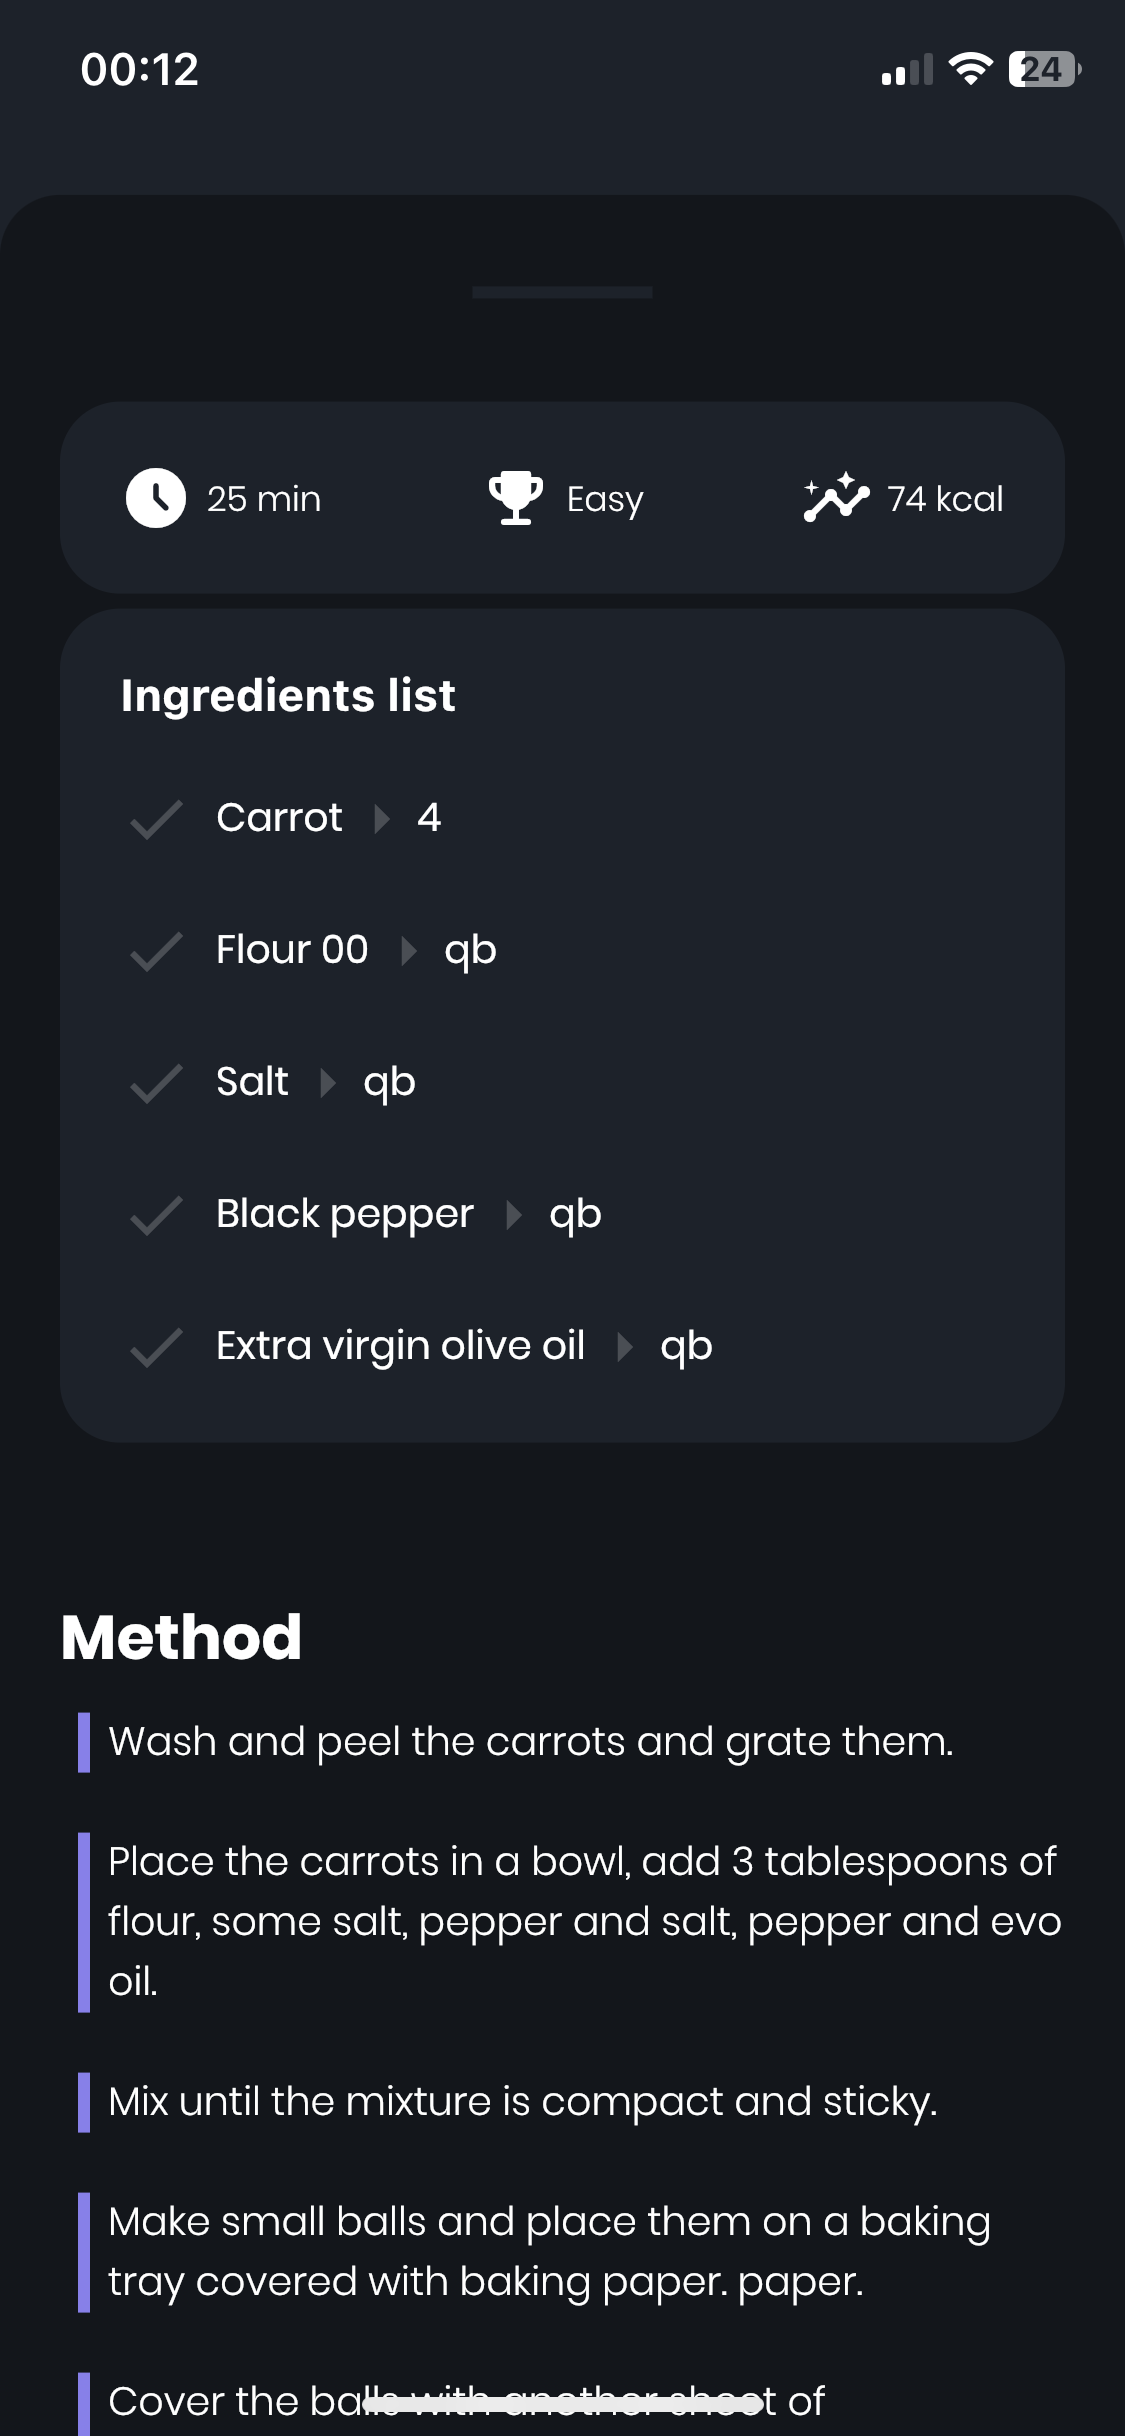 00:12
24
25 min
Easy
74 kcal
Ingredients list
Carrot 4
Flour 00 qb
Salt qb
Black pepper qb
Extra virgin olive oil qb
Method
Wash and peel the carrots and grate them.
Place the carrots in a bowl, add 3 tablespoons of
flour, some salt, pepper and salt, pepper and evo
oil.
Mix until the mixture is compact and sticky.
Make small balls and place them on a baking
tray covered with baking paper. paper.
Cover the balls with another sheet of